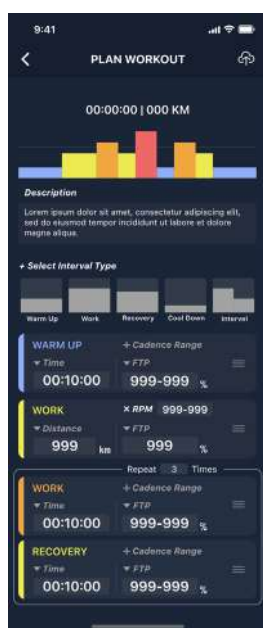 9:41
PLAN WORKOUT
00:00:00 | 000 KM
Description
Lorem ipsum dolor sit amet, consectetur adipiscing elit,
sed do eiusmod tempor incididunt ut labore et dolore
magna aliqua.
+ Select Interval Type
Warm Up Work Recovery Cool Down Interval
WARM UP + Cadence Range
▼ Time ▼ FTP
00:10:00 999-999 %
WORK × RPM 999-999
▼ Distance ▼ FTP
999 km 999 %
Repeat 3 Times
WORK + Cadence Range
▼ Time ▼ FTP
00:10:00 999-999 %
RECOVERY + Cadence Range
▼ Time ▼ FTP
00:10:00 999-999 %